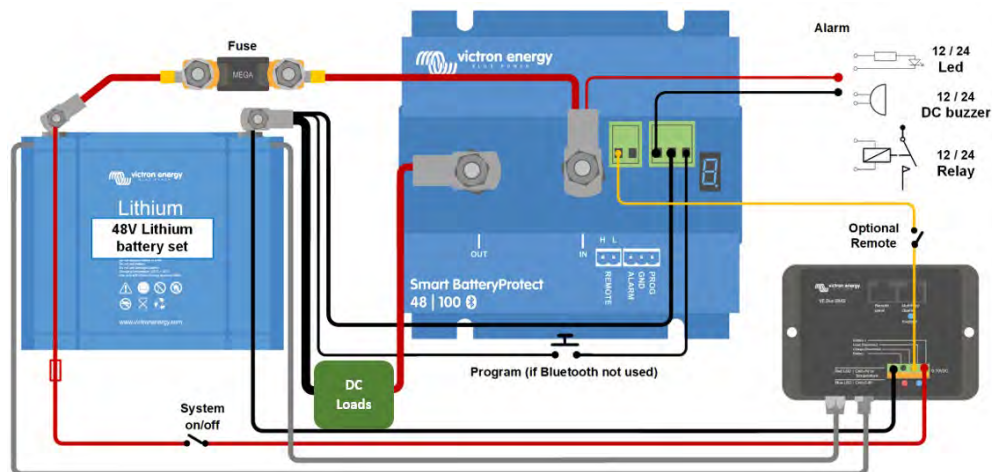 Fuse
MEGA
victron energy
BLUE POWER
Alarm
12 / 24
Led
12 / 24
DC buzzer
12 / 24
Relay
victron energy
Lithium
48V Lithium
battery set
www.victronenergy.com
OUT
IN
H L
REMOTE
ALARM
GND
PROG
Smart BatteryProtect
48 | 100
Optional
Remote
victron energy
Program (if Bluetooth not used)
DC
Loads
System
on/off